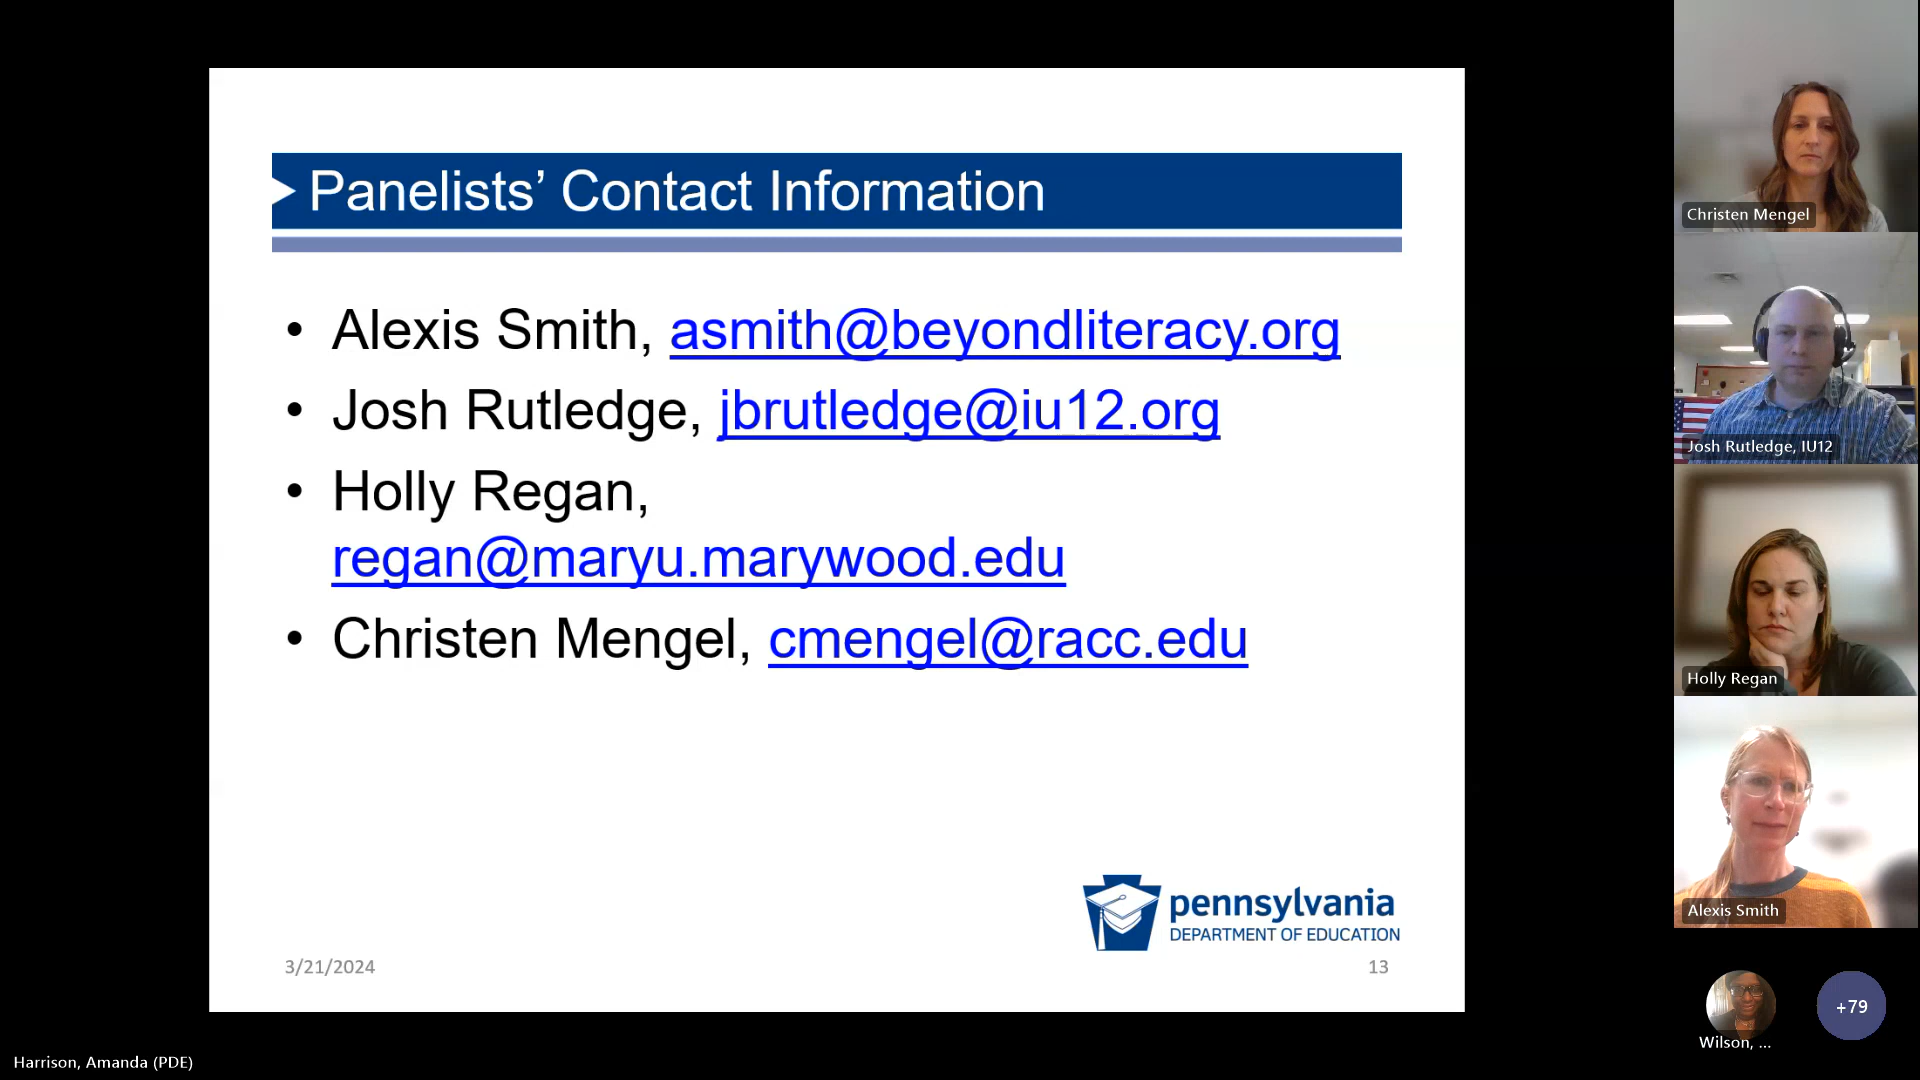 Panelists’ Contact Information
• Alexis Smith, asmith@beyondliteracy.org
• Josh Rutledge, jbrutledge@iu12.org
• Holly Regan,
regan@maryu.marywood.edu
• Christen Mengel, cmengel@racc.edu
pennsylvania
DEPARTMENT OF EDUCATION
3/21/2024
13
Christen Mengel
Josh Rutledge, IU12
Holly Regan
Alexis Smith
Wilson, ...
+79
Harrison, Amanda (PDE)